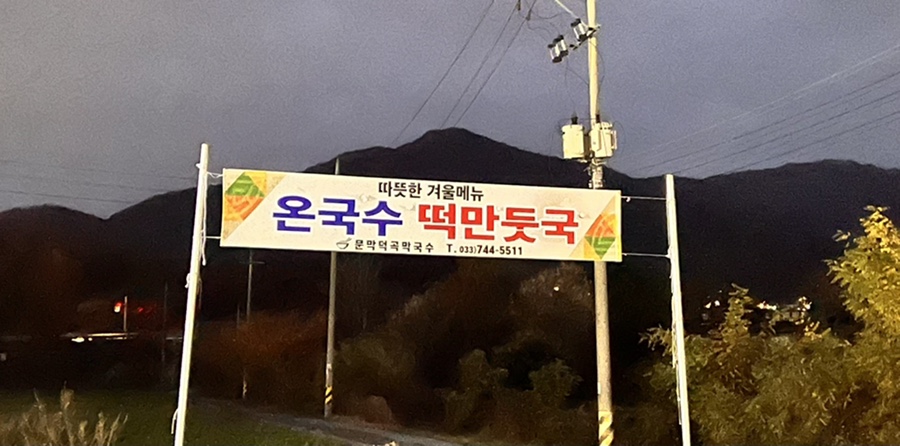 따뜻한 겨울메뉴
온국수 떡만둣국
문막덕곡막국수 T. 033)744-5511